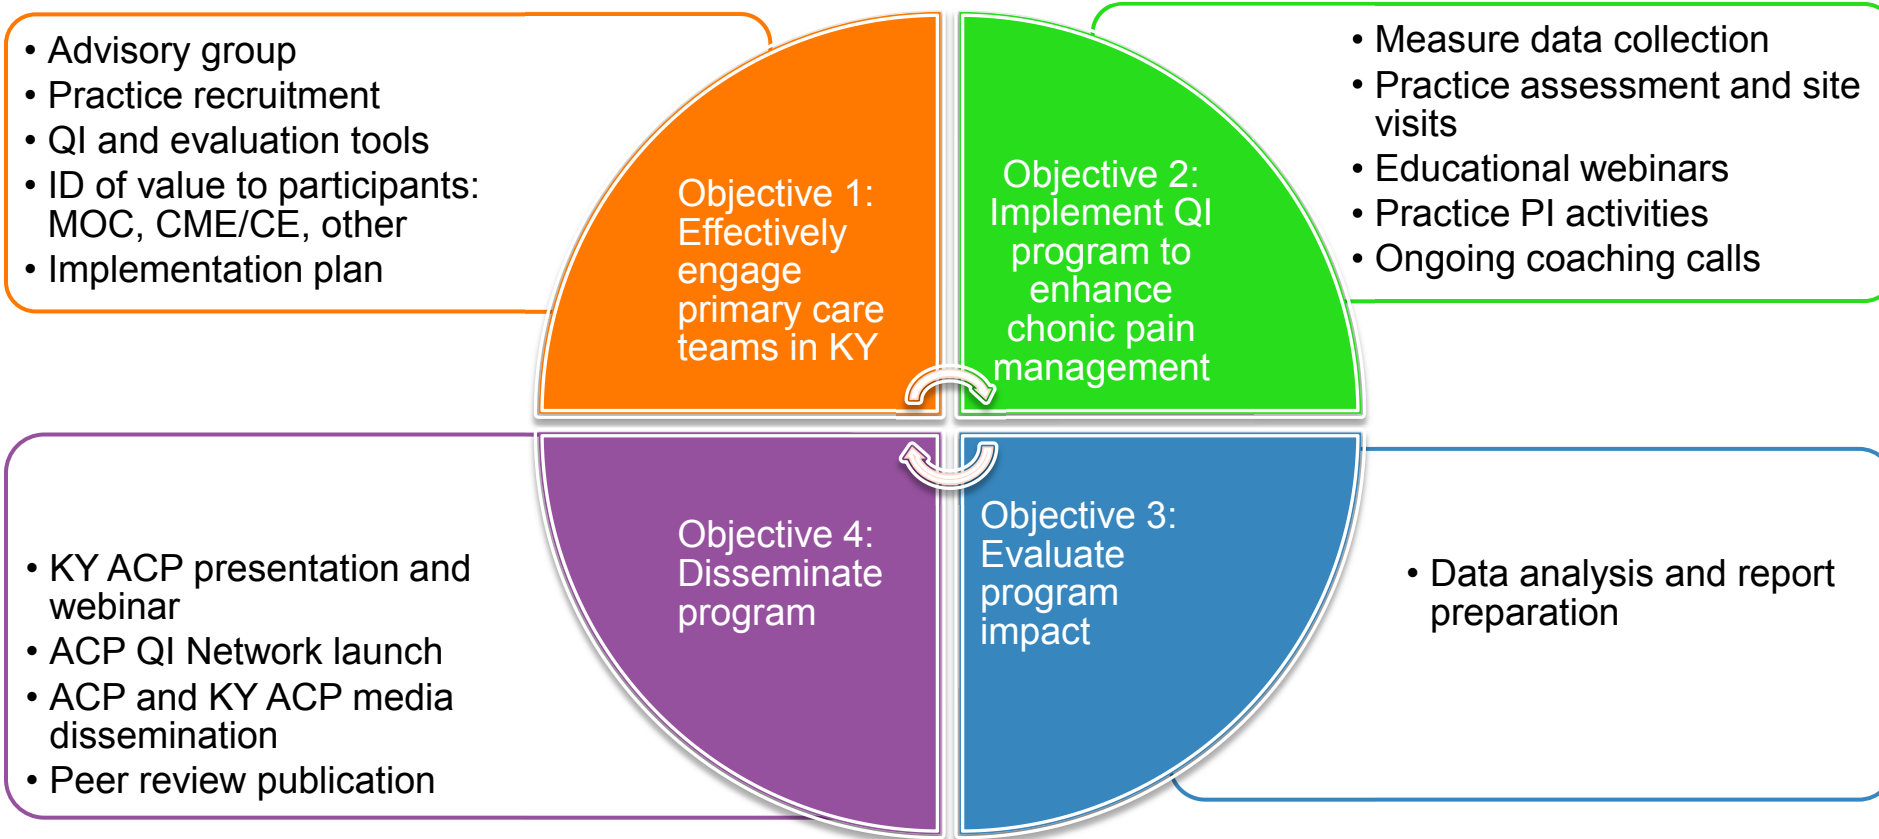 • Advisory group
• Practice recruitment
• QI and evaluation tools
• ID of value to participants:
MOC, CME/CE, other
• Implementation plan
Objective 1:
Effectively
engage
primary care
teams in KY
Objective 2:
Implement QI
program to
enhance
chonic pain
management
• Measure data collection
• Practice assessment and site
visits
• Educational webinars
• Practice PI activities
• Ongoing coaching calls
• KY ACP presentation and
webinar
• ACP QI Network launch
• ACP and KY ACP media
dissemination
• Peer review publication
Objective 4:
Disseminate
program
Objective 3:
Evaluate
program
impact
• Data analysis and report
preparation